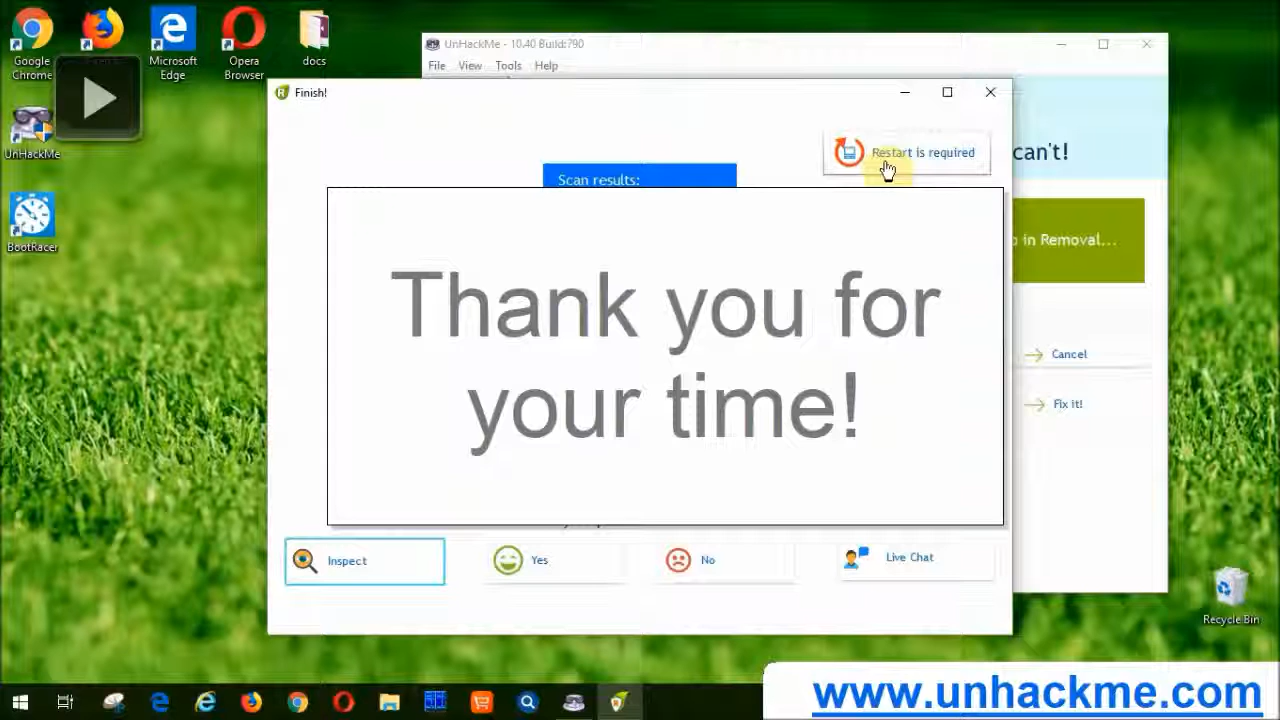 Google
Chrome
Microsoft
Edge
Opera
Browser
docs
UnHackMe
BootRacer
UnHackMe - 10.40 Build:790
File View Tools Help
Finish!
Restart is required
can't!
Scan results:
in Removal...
Thank you for
your time!
Cancel
Fix it!
Inspect
Yes
No
Live Chat
Recycle Bin
www.unhackme.com